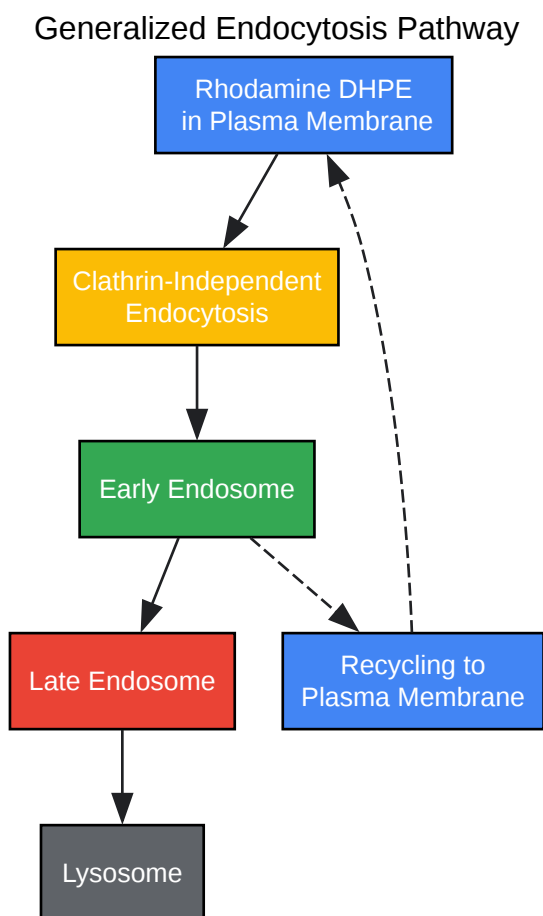 Generalized Endocytosis Pathway
Rhodamine DHPE
in Plasma Membrane
Clathrin-Independent
Endocytosis
Early Endosome
Late Endosome
Recycling to
Plasma Membrane
Lysosome